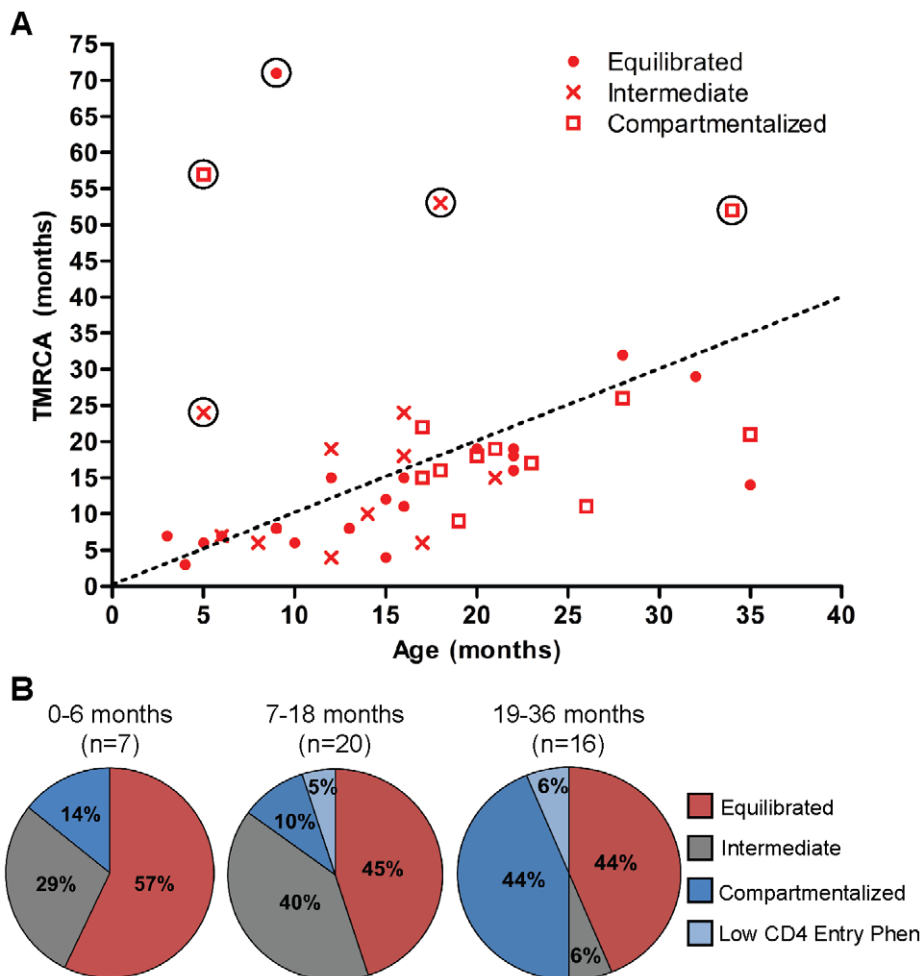 A
75
70
65
60
55
50
45
40
35
30
25
20
15
10
5
0
TMRCA (months)
Equilibrated
Intermediate
Compartmentalized
0 5 10 15 20 25 30 35 40
Age (months)
B
0-6 months
(n=7)
14%
29%
57%
7-18 months
(n=20)
5%
10%
45%
40%
19-36 months
(n=16)
6%
44%
44%
6%
Equilibrated
Intermediate
Compartmentalized
Low CD4 Entry Phen